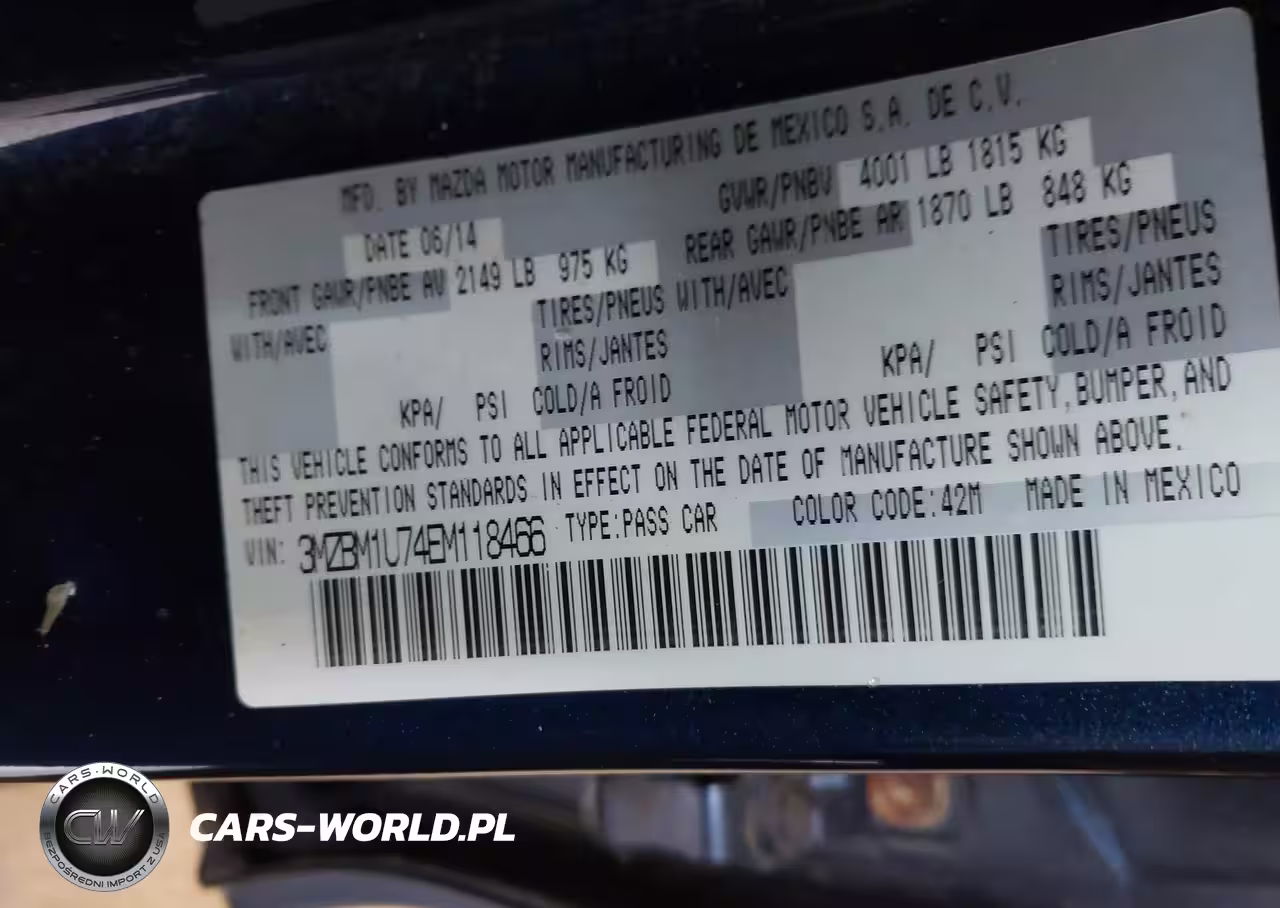 MFD. BY MAZDA MOTOR MANUFACTURING DE MEXICO S.A. DE C.V.
DATE 06/14 GVWR/PNBV 4001 LB 1815 KG
FRONT GAWR/PNBE AV 2149 LB 975 KG REAR GAWR/PNBE AR 1870 LB 848 KG
WITH/AVEC TIRES/PNEUS WITH/AVEC TIRES/PNEUS
RIMS/JANTES RIMS/JANTES
KPA/ PSI COLD/A FROID KPA/ PSI COLD/A FROID
THIS VEHICLE CONFORMS TO ALL APPLICABLE FEDERAL MOTOR VEHICLE SAFETY, BUMPER, AND
THEFT PREVENTION STANDARDS IN EFFECT ON THE DATE OF MANUFACTURE SHOWN ABOVE.
VIN: 3MZBM1U74EM118466 TYPE:PASS CAR COLOR CODE:42M MADE IN MEXICO
CARS-WORLD
CW
BEZPOŚREDNI IMPORT Z USA
CARS-WORLD.PL